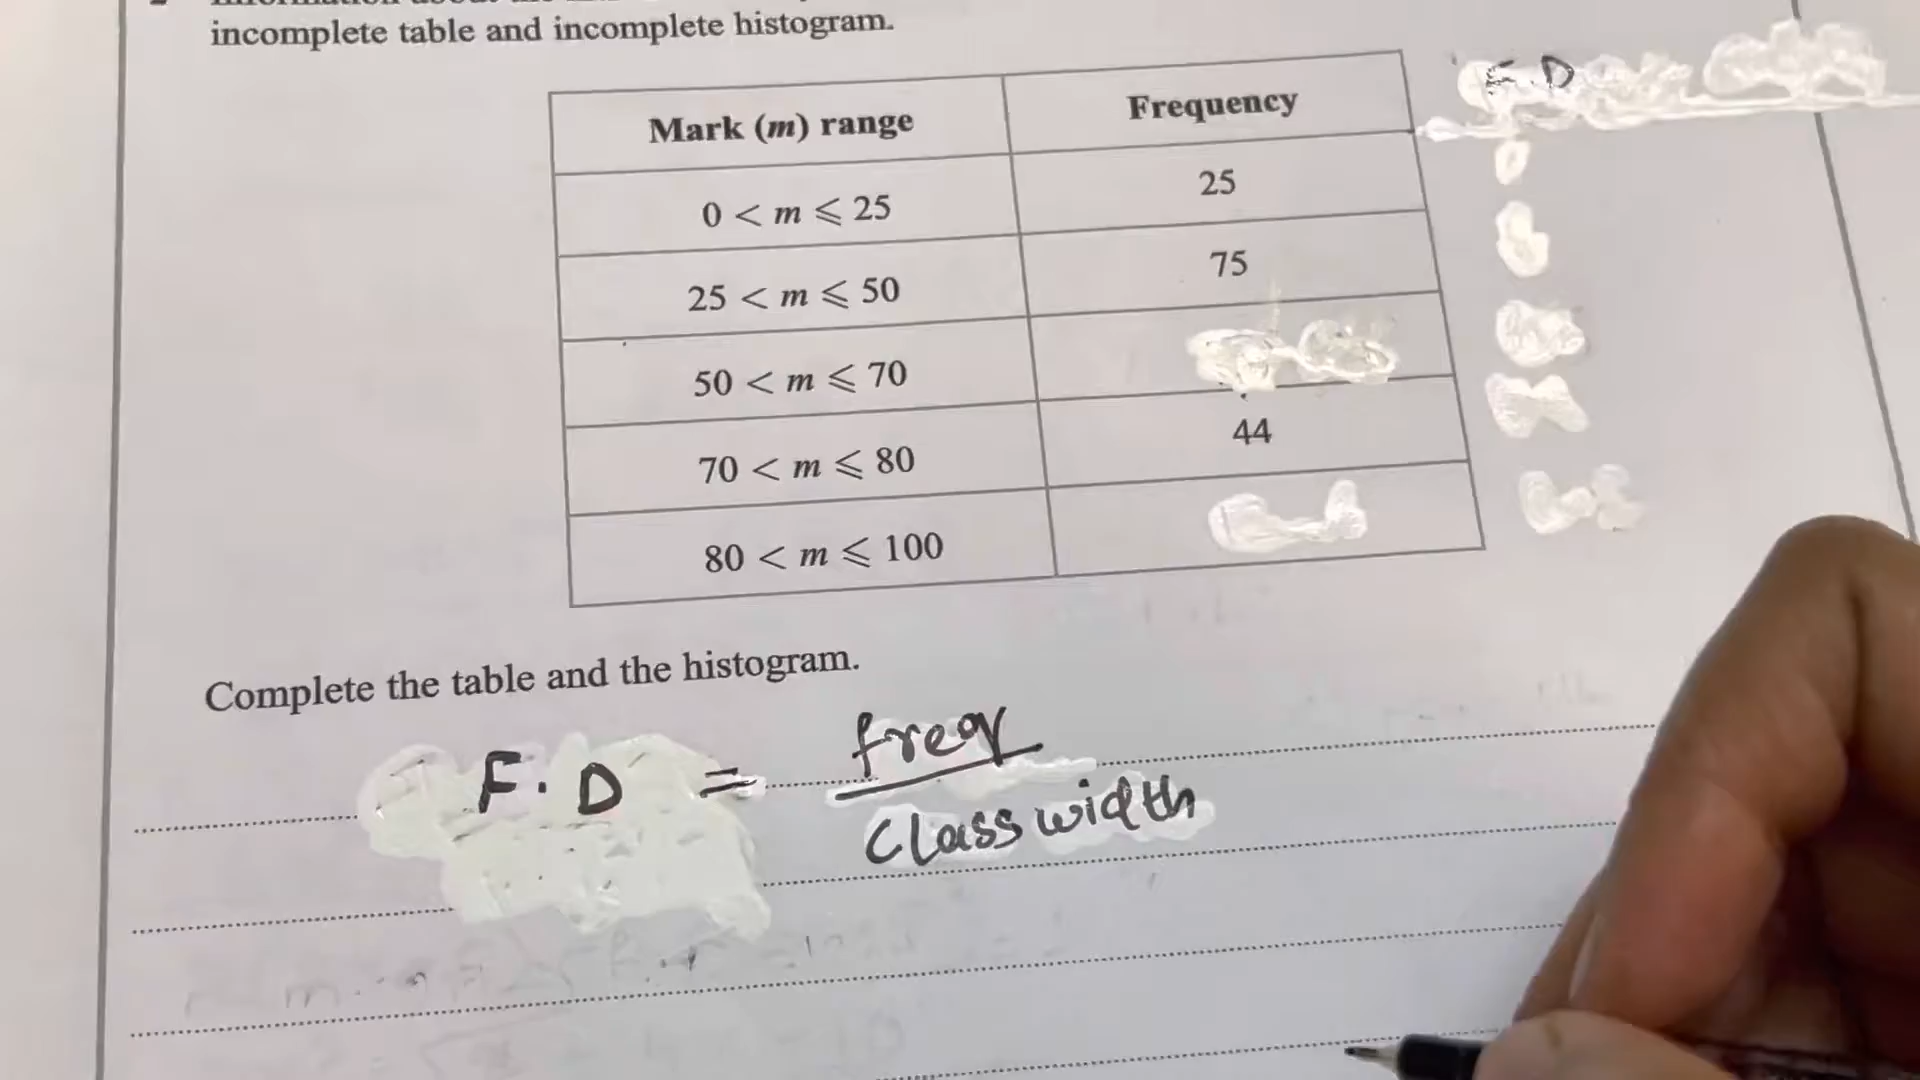 incomplete table and incomplete histogram.
Mark (m) range Frequency F.D
0 < m ⩽ 25 25
25 < m ⩽ 50 75
50 < m ⩽ 70
70 < m ⩽ 80 44
80 < m ⩽ 100
Complete the table and the histogram.
F.D = freq
Class width